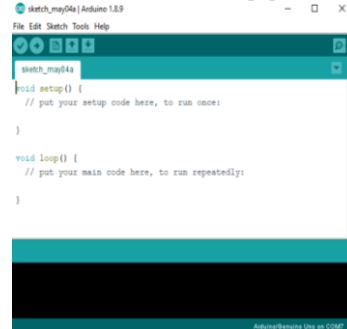 sketch_may04a | Arduino 1.8.9
File Edit Sketch Tools Help
sketch_may04a
void setup() {
// put your setup code here, to run once:
}
void loop() {
// put your main code here, to run repeatedly:
}
Arduino/Genuino Uno on COM7